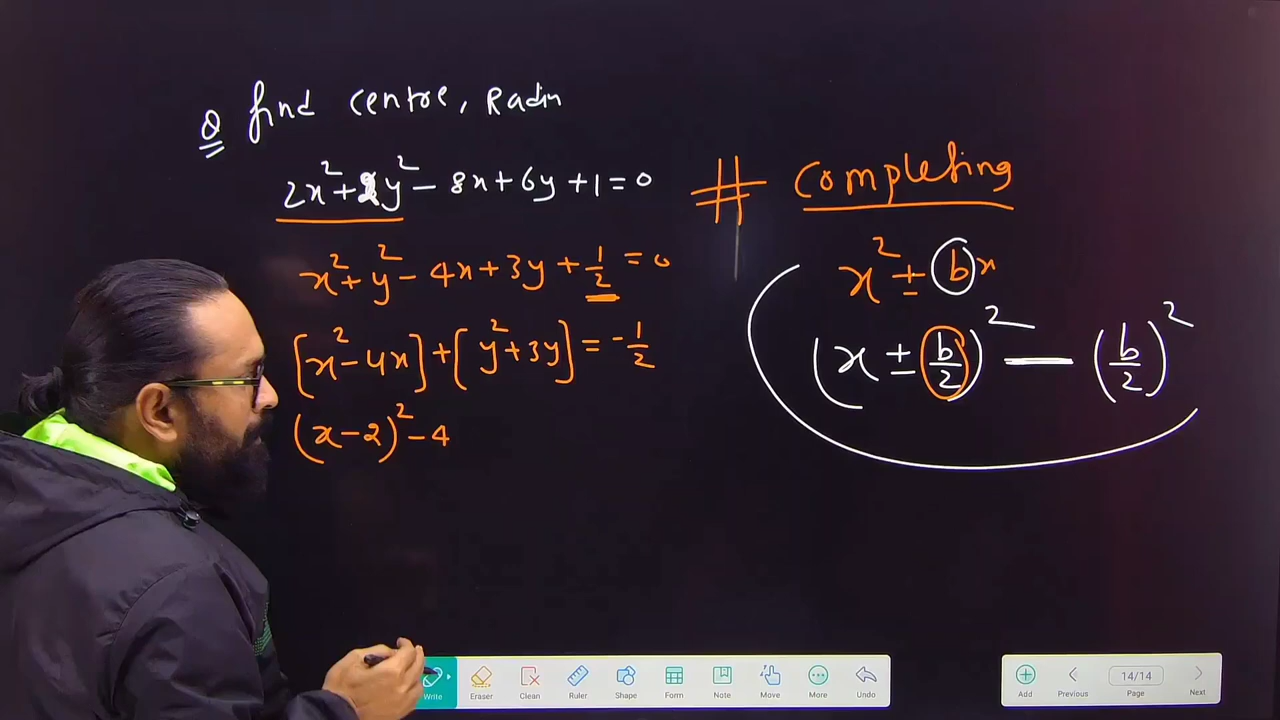 Q find centre, Radin
2x²+2y²-8x+6y+1=0
x²+y²-4x+3y+1/2=0
[x²-4x]+[y²+3y]=-1/2
(x-2)²-4
# Completing
x²±bx
(x±b/2)²-(b/2)²
Write Eraser Clean Ruler Shape Form Note Move More Undo
Add Previous 14/14 Page Next